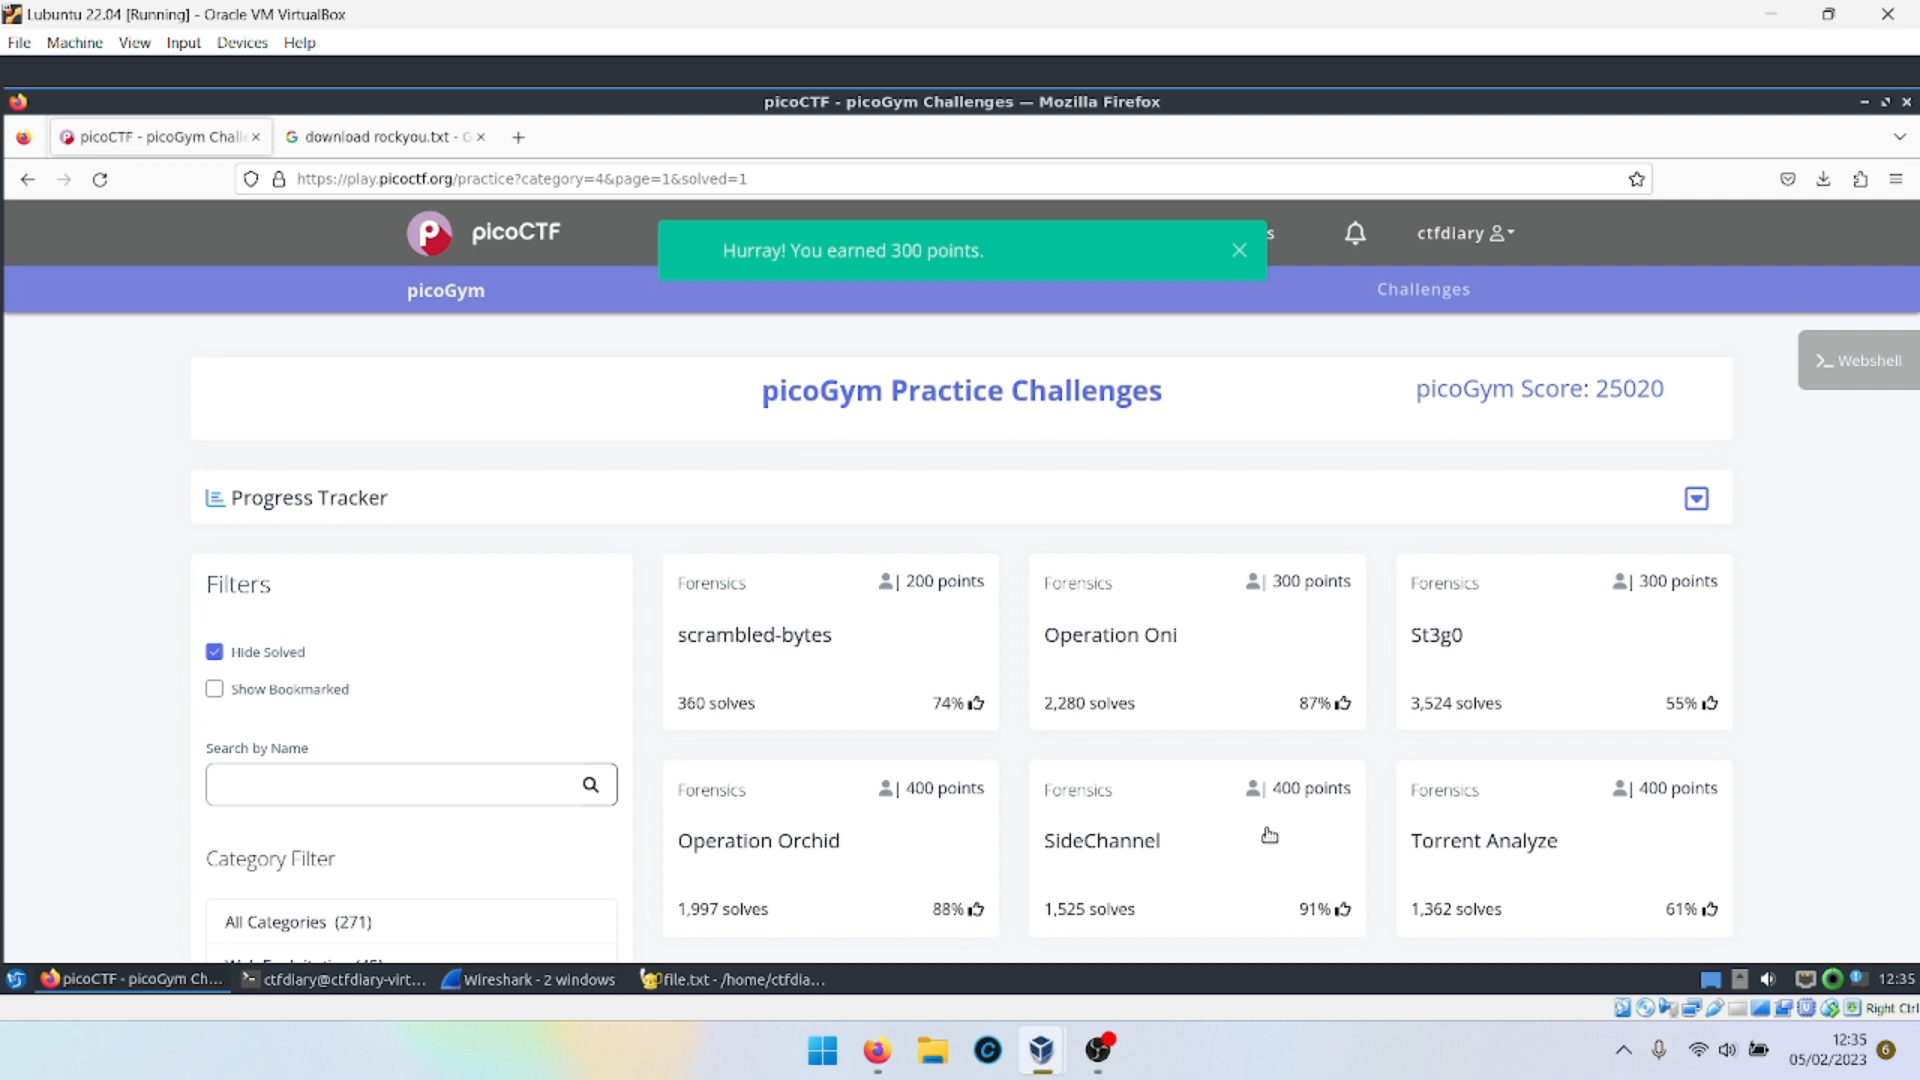 Lubuntu 22.04 [Running] - Oracle VM VirtualBox
File Machine View Input Devices Help
picoCTF - picoGym Challenges — Mozilla Firefox
picoCTF - picoGym Challe
download rockyou.txt - G
https://play.picoctf.org/practice?category=4&page=1&solved=1
picoCTF
Hurray! You earned 300 points.
s
ctfdiary
picoGym
Challenges
Webshell
picoGym Practice Challenges
picoGym Score: 25020
Progress Tracker
Filters
Hide Solved
Show Bookmarked
Search by Name
Category Filter
All Categories (271)
Forensics | 200 points
scrambled-bytes
360 solves 74%
Forensics | 300 points
Operation Oni
2,280 solves 87%
Forensics | 300 points
St3g0
3,524 solves 55%
Forensics | 400 points
Operation Orchid
1,997 solves 88%
Forensics | 400 points
SideChannel
1,525 solves 91%
Forensics | 400 points
Torrent Analyze
1,362 solves 61%
picoCTF - picoGym Ch...
ctfdiary@ctfdiary-virt...
Wireshark - 2 windows
file.txt - /home/ctfdia...
12:35
Right Ctrl
12:35
05/02/2023
6